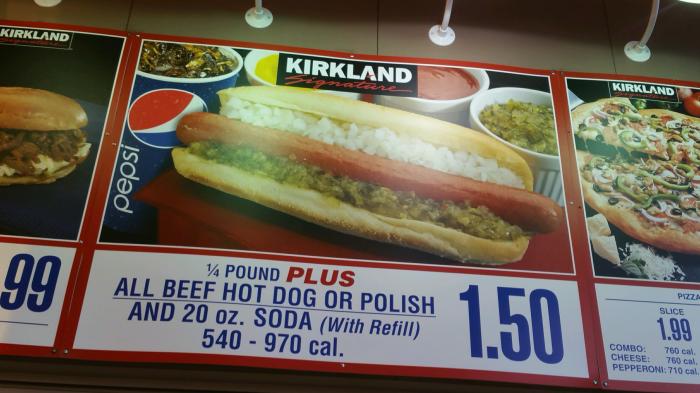 KIRKLAND
Signature
.99
pepsi
KIRKLAND
Signature
¼ POUND PLUS
ALL BEEF HOT DOG OR POLISH
AND 20 oz. SODA (With Refill)
540 - 970 cal.
1.50
KIRKLAND
Signature
PIZZA
SLICE
1.99
COMBO: 760 cal.
CHEESE: 760 cal.
PEPPERONI: 710 cal.